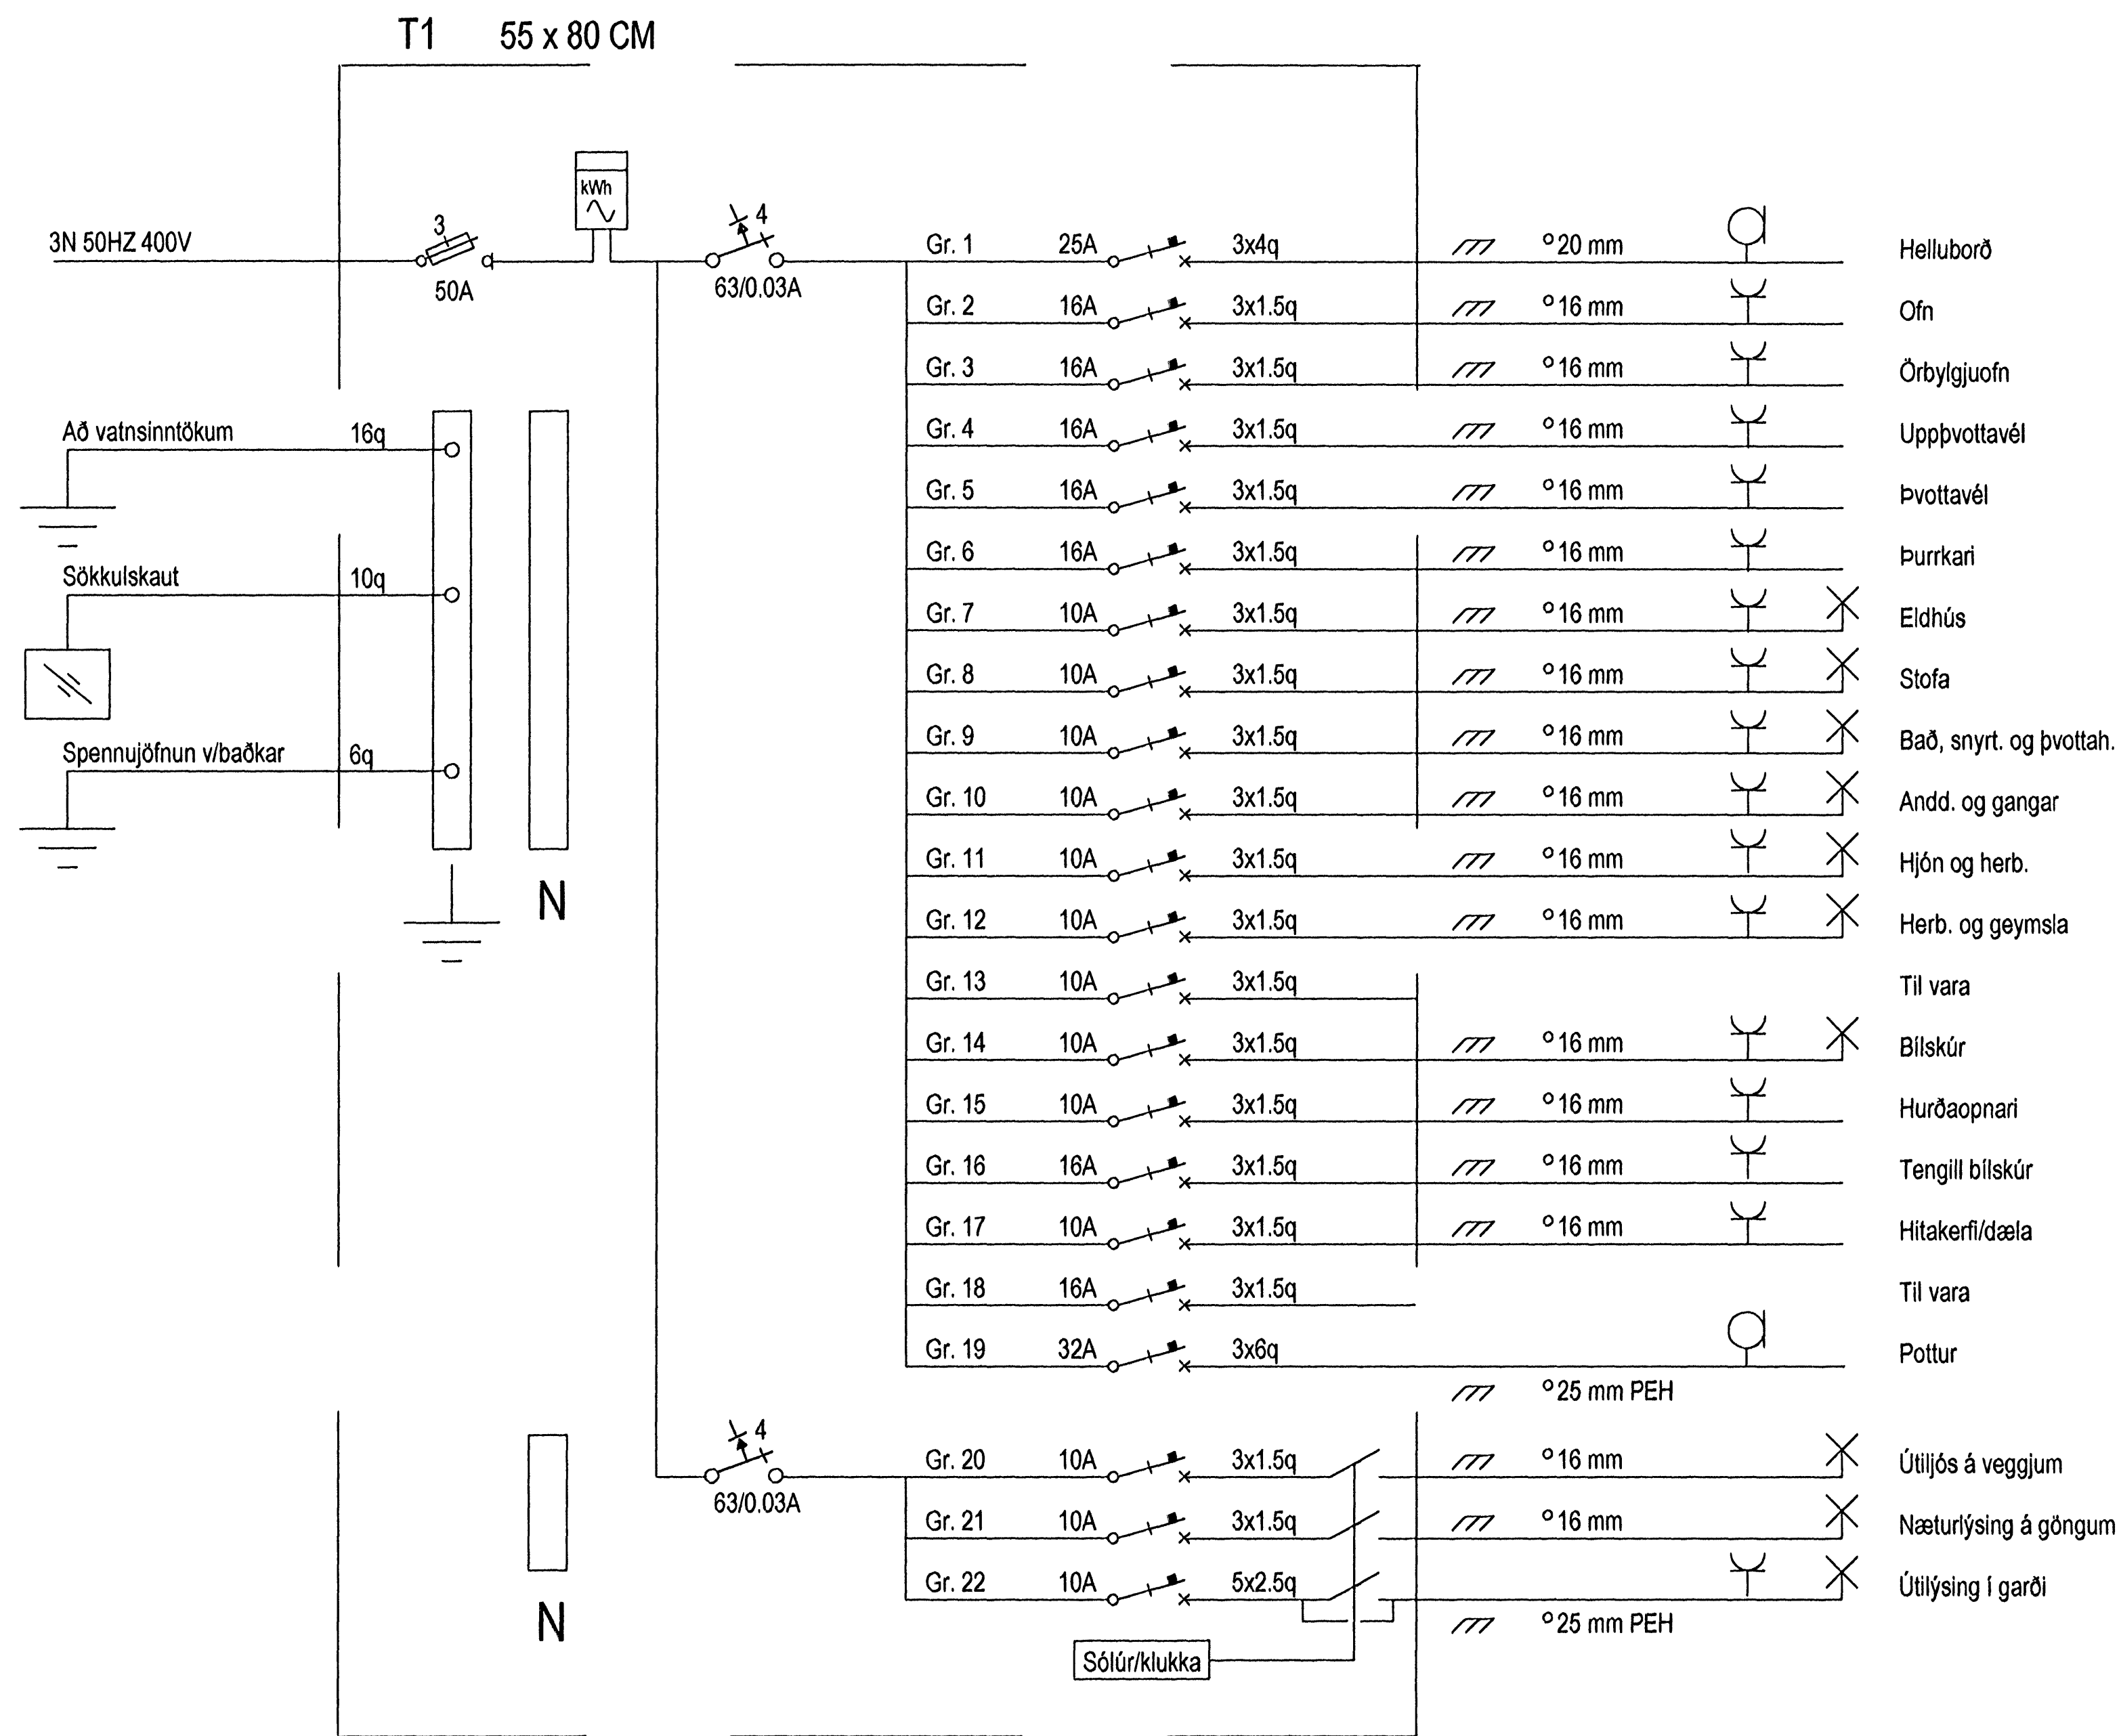 T1 55 x 80 CM
kWh
3N 50HZ 400V
3
50A
4
63/0.03A
Gr. 1 25A 3x4q °20 mm Helluborð
Gr. 2 16A 3x1.5q °16 mm Ofn
Gr. 3 16A 3x1.5q °16 mm Örbylgjuofn
Gr. 4 16A 3x1.5q °16 mm Uppþvottavél
Gr. 5 16A 3x1.5q °16 mm Þvottavél
Gr. 6 16A 3x1.5q °16 mm Þurrkari
Gr. 7 10A 3x1.5q °16 mm Eldhús
Gr. 8 10A 3x1.5q °16 mm Stofa
Gr. 9 10A 3x1.5q °16 mm Bað, snyrt. og þvottah.
Gr. 10 10A 3x1.5q °16 mm Andd. og gangar
Gr. 11 10A 3x1.5q °16 mm Hjón og herb.
Gr. 12 10A 3x1.5q °16 mm Herb. og geymsla
Gr. 13 10A 3x1.5q Til vara
Gr. 14 10A 3x1.5q °16 mm Bílskúr
Gr. 15 10A 3x1.5q °16 mm Hurðaopnari
Gr. 16 16A 3x1.5q °16 mm Tengill bílskúr
Gr. 17 10A 3x1.5q °16 mm Hitakerfi/dæla
Gr. 18 16A 3x1.5q Til vara
Gr. 19 32A 3x6q Pottur
°25 mm PEH
Að vatnsinntökum 16q
Sökkulskaut 10q
Spennujöfnun v/baðkar 6q
N
4
63/0.03A
Gr. 20 10A 3x1.5q °16 mm Útiljós á veggjum
Gr. 21 10A 3x1.5q °16 mm Næturlýsing á göngum
Gr. 22 10A 5x2.5q Útilýsing í garði
°25 mm PEH
N
Sólúr/klukka